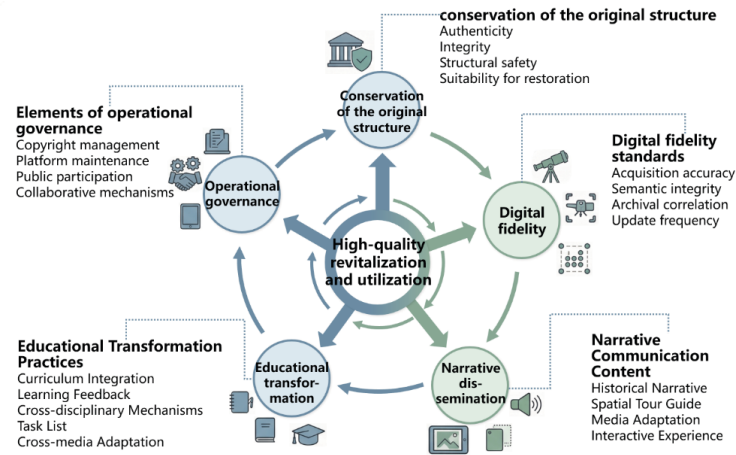 conservation of the original structure
Authenticity
Integrity
Structural safety
Suitability for restoration
Conservation
of the original
structure
Elements of operational
governance
Copyright management
Platform maintenance
Public participation
Collaborative mechanisms
Operational
governance
Digital fidelity
standards
Acquisition accuracy
Semantic integrity
Archival correlation
Update frequency
Digital
fidelity
High-quality
revitalization
and utilization
Educational Transformation
Practices
Curriculum Integration
Learning Feedback
Cross-disciplinary Mechanisms
Task List
Cross-media Adaptation
Educational
transfor-
mation
Narrative
dis-
semination
Narrative
Communication
Content
Historical Narrative
Spatial Tour Guide
Media Adaptation
Interactive Experience